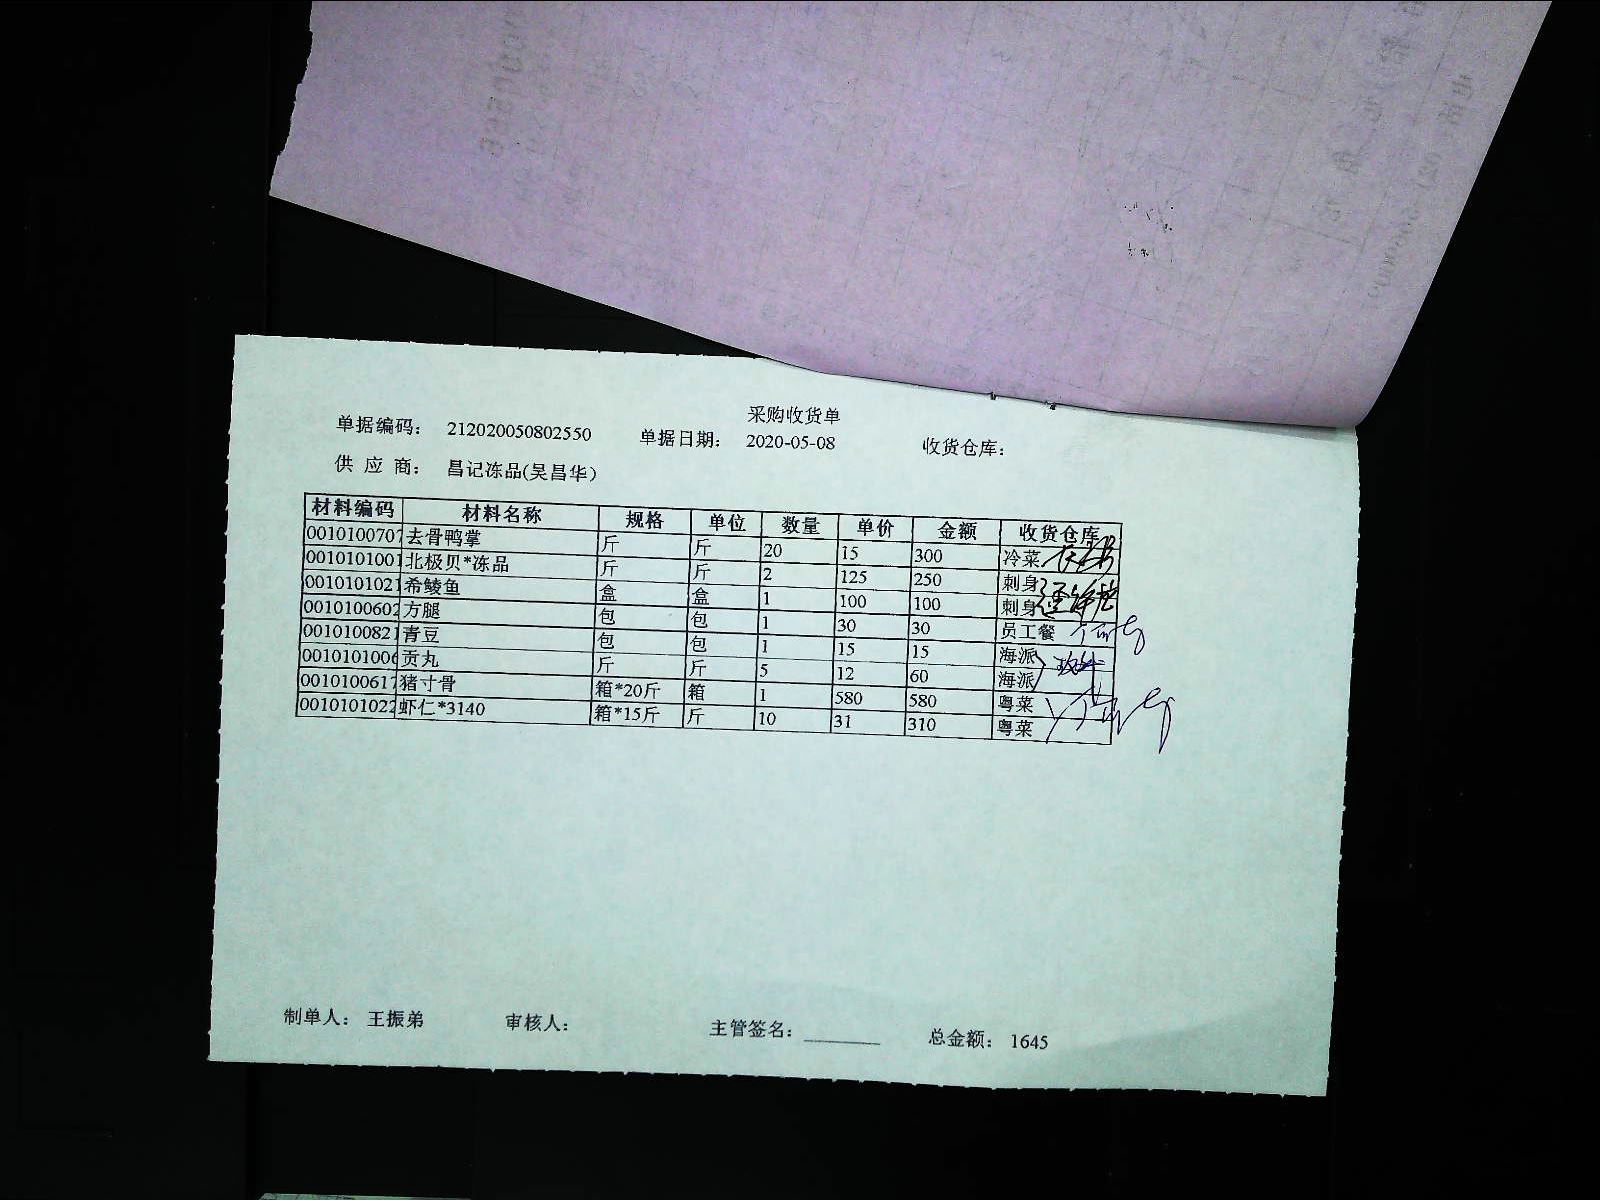 采购收货单
单据编码： 212020050802550 单据日期： 2020-05-08 收货仓库：
供 应 商： 昌记冻品(吴昌华)
材料编码 材料名称 规格 单位 数量 单价 金额 收货仓库
0010100707 去骨鸭掌 斤 斤 20 15 300 冷菜
0010101001 北极贝*冻品 斤 斤 2 125 250 刺身
0010101021 希鲮鱼 盒 盒 1 100 100 刺身
0010100602 方腿 包 包 1 30 30 员工餐
0010100821 青豆 包 包 1 15 15 海派
0010101006 贡丸 斤 斤 5 12 60 海派
0010100617 猪寸骨 箱*20斤 箱 1 580 580 粤菜
0010101022 虾仁*3140 箱*15斤 斤 10 31 310 粤菜
制单人： 王振弟 审核人： 主管签名： 总金额： 1645